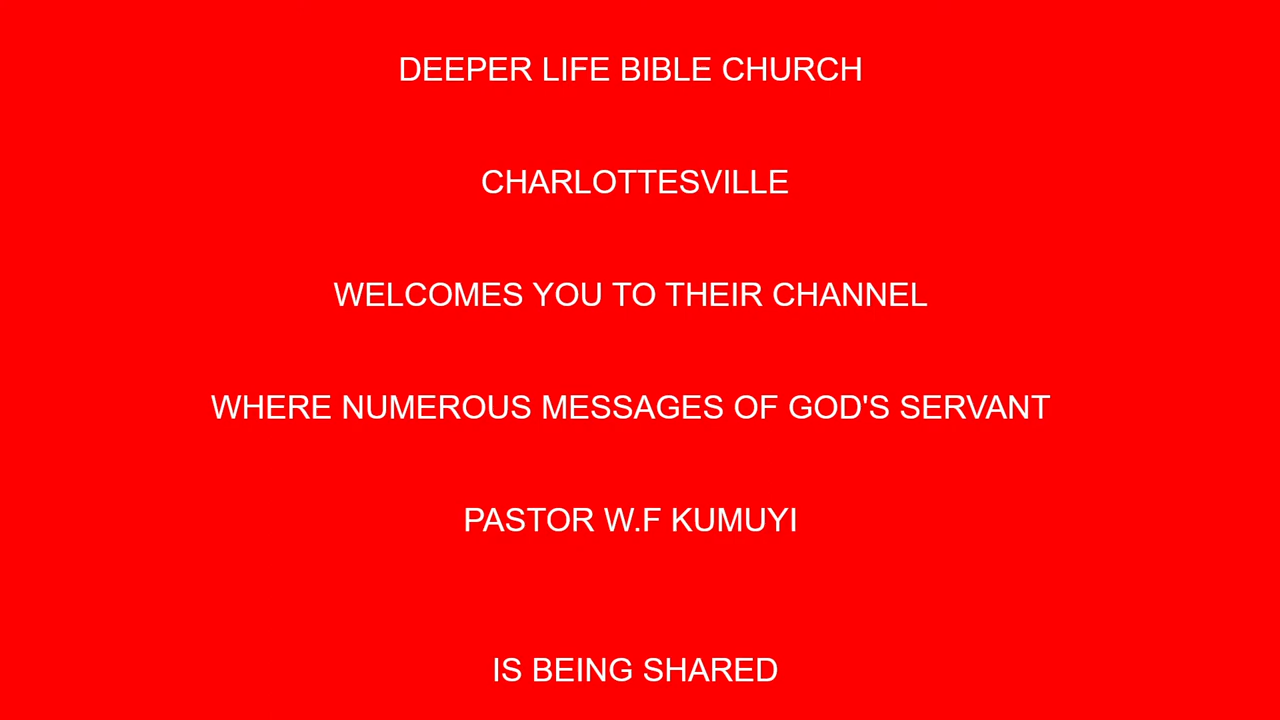 DEEPER LIFE BIBLE CHURCH
CHARLOTTESVILLE
WELCOMES YOU TO THEIR CHANNEL
WHERE NUMEROUS MESSAGES OF GOD'S SERVANT
PASTOR W.F KUMUYI
IS BEING SHARED